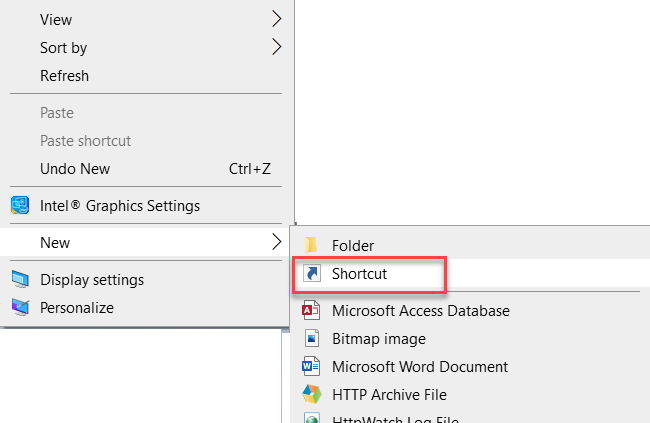 View
Sort by
Refresh
Paste
Paste shortcut
Undo New Ctrl+Z
Intel® Graphics Settings
New
Display settings
Personalize
Folder
Shortcut
Microsoft Access Database
Bitmap image
Microsoft Word Document
HTTP Archive File
HttpWatch Log File